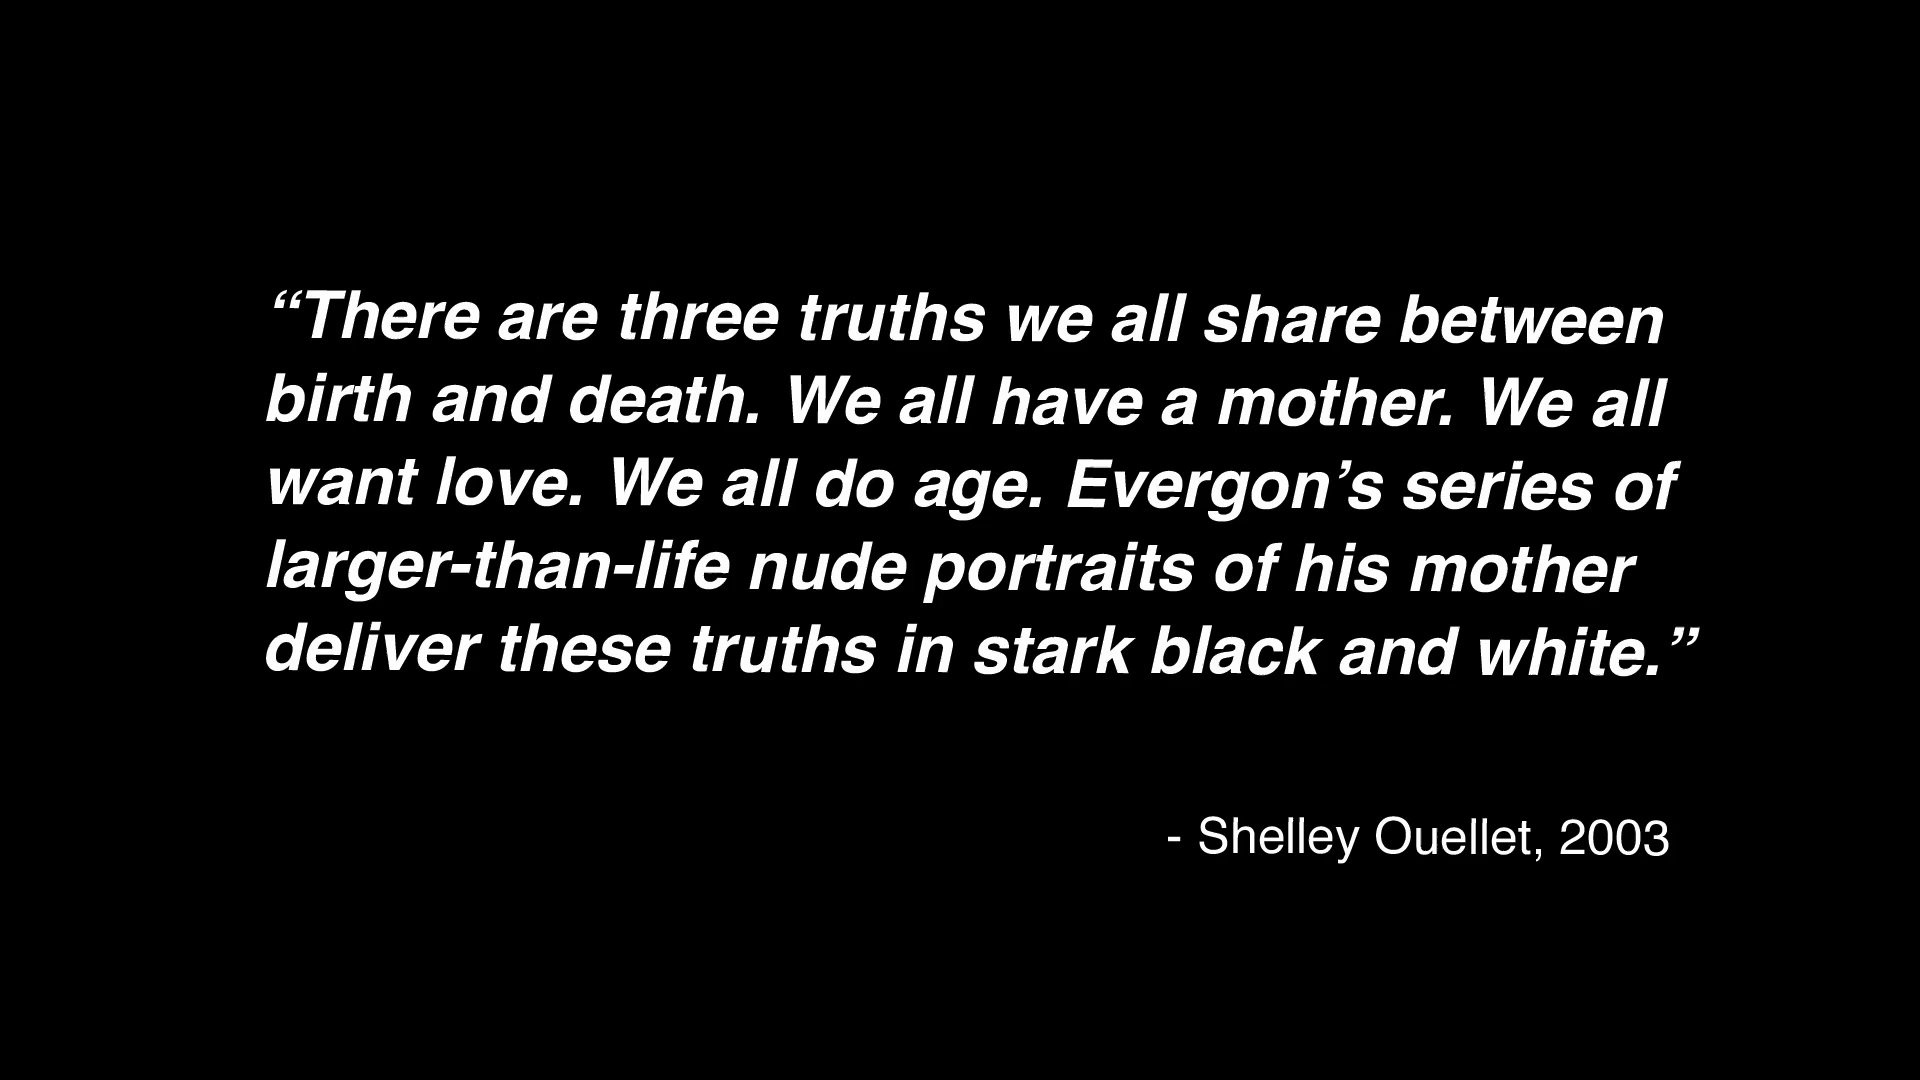 “There are three truths we all share between
birth and death. We all have a mother. We all
want love. We all do age. Evergon’s series of
larger-than-life nude portraits of his mother
deliver these truths in stark black and white.”
- Shelley Ouellet, 2003